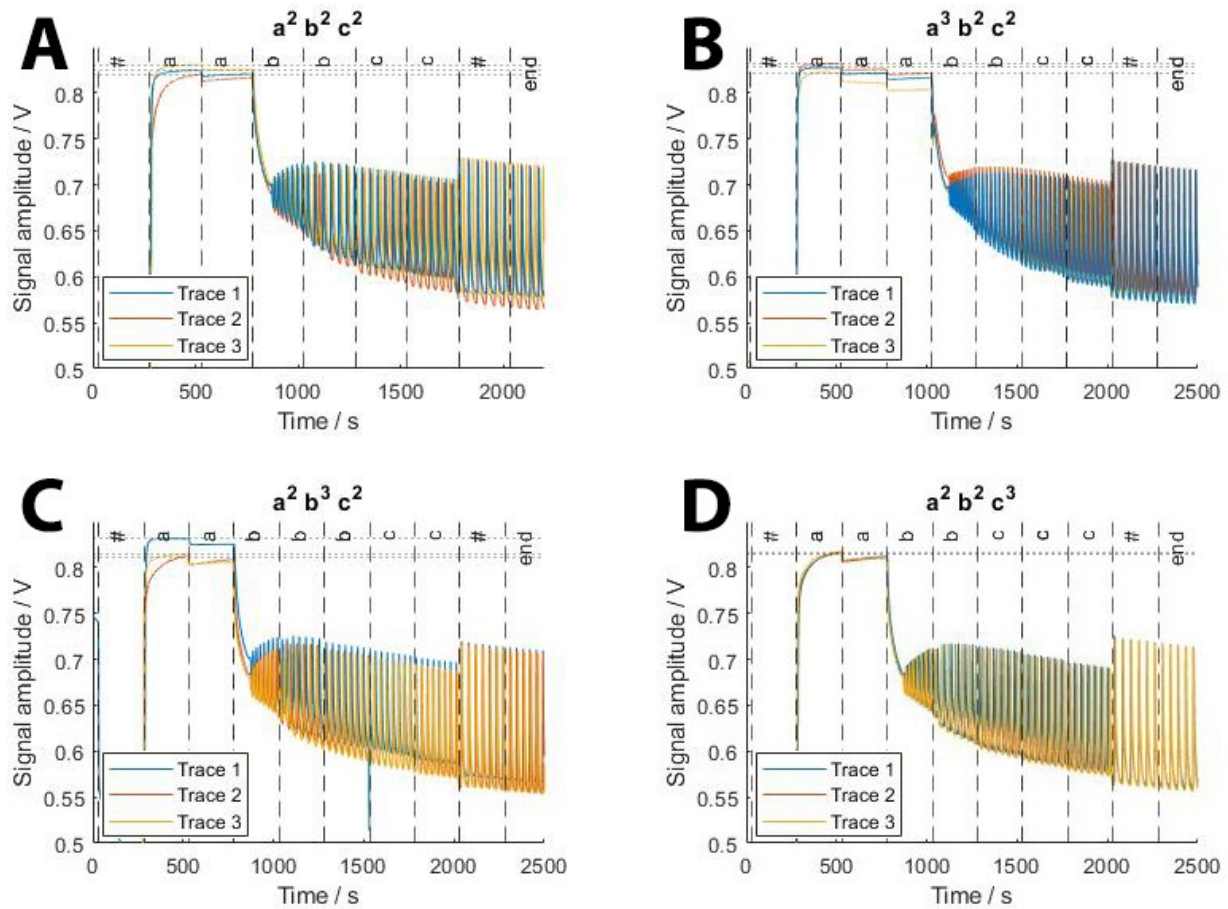 A
a² b² c²
# a a b b c c # end
0.8
0.75
0.7
0.65
0.6
0.55
0.5
Signal amplitude / V
Trace 1
Trace 2
Trace 3
0 500 1000 1500 2000
Time / s
B
a³ b² c²
# a a a b b c c # end
0.8
0.75
0.7
0.65
0.6
0.55
0.5
Signal amplitude / V
Trace 1
Trace 2
Trace 3
0 500 1000 1500 2000 2500
Time / s
C
a² b³ c²
# a a b b b c c # end
0.8
0.75
0.7
0.65
0.6
0.55
0.5
Signal amplitude / V
Trace 1
Trace 2
Trace 3
0 500 1000 1500 2000 2500
Time / s
D
a² b² c³
# a a b b c c c # end
0.8
0.75
0.7
0.65
0.6
0.55
0.5
Signal amplitude / V
Trace 1
Trace 2
Trace 3
0 500 1000 1500 2000 2500
Time / s